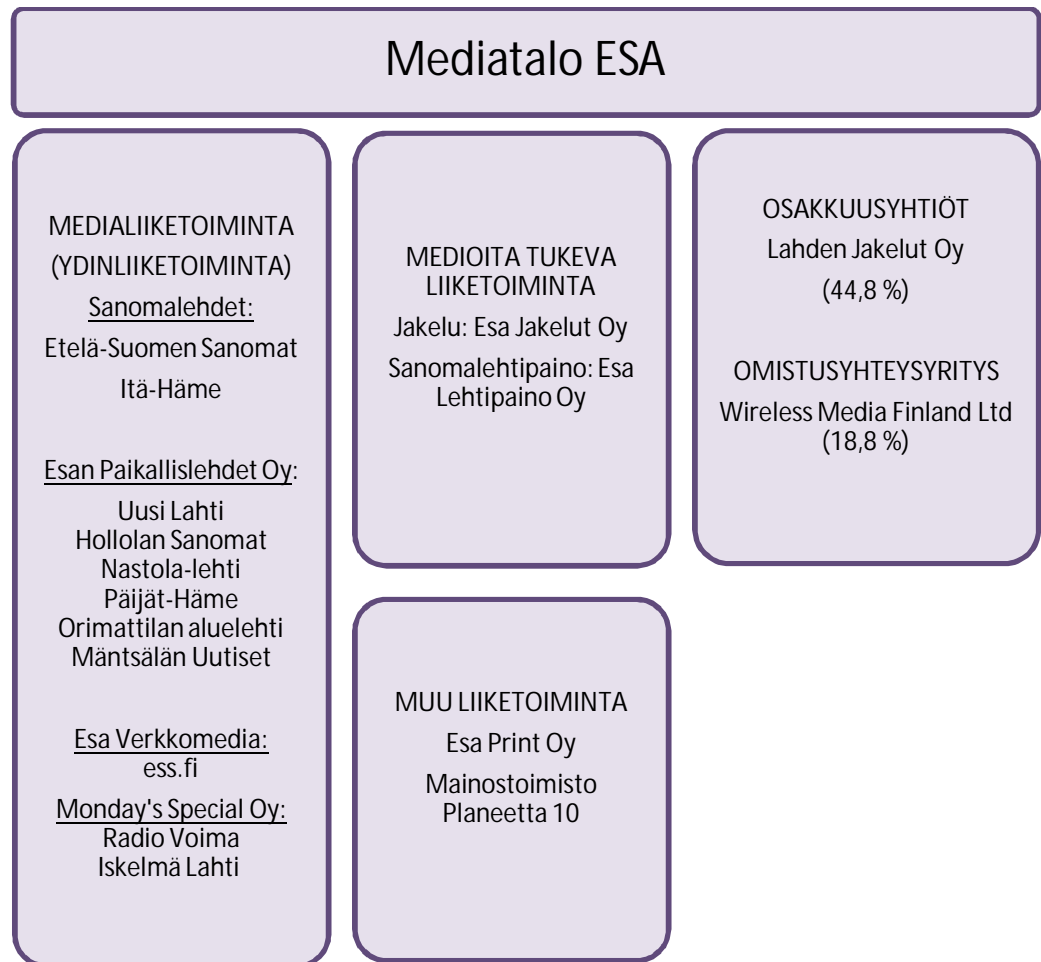 Mediatalo ESA
MEDIALIIKETOIMINTA
(YDINLIIKETOIMINTA)
Sanomalehdet:
Etelä-Suomen Sanomat
Itä-Häme
Esan Paikallislehdet Oy:
Uusi Lahti
Hollolan Sanomat
Nastola-lehti
Päijät-Häme
Orimattilan aluelehti
Mäntsälän Uutiset
Esa Verkkomedia:
ess.fi
Monday's Special Oy:
Radio Voima
Iskelmä Lahti
MEDIOITA TUKEVA
LIIKETOIMINTA
Jakelu: Esa Jakelut Oy
Sanomalehtipaino: Esa
Lehtipaino Oy
MUU LIIKETOIMINTA
Esa Print Oy
Mainostoimisto
Planeetta 10
OSAKKUUSYHTIÖT
Lahden Jakelut Oy
(44,8 %)
OMISTUSYHTEYSYRITYS
Wireless Media Finland Ltd
(18,8 %)